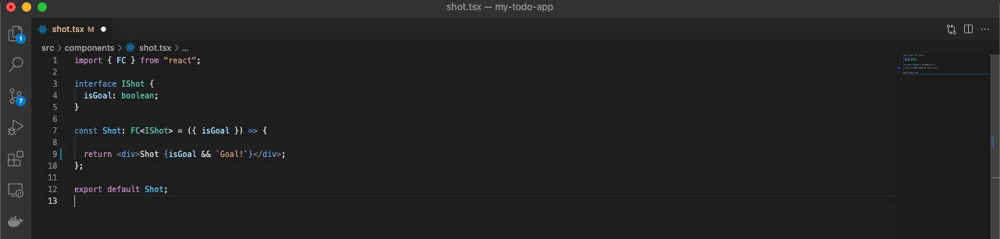 shot.tsx — my-todo-app
shot.tsx M
src > components > shot.tsx > ...
1 import { FC } from "react";
2
3 interface IShot {
4 isGoal: boolean;
5 }
6
7 const Shot: FC<IShot> = ({ isGoal }) => {
8
9 return <div>Shot {isGoal && `Goal!`}</div>;
10 };
11
12 export default Shot;
13
1
7